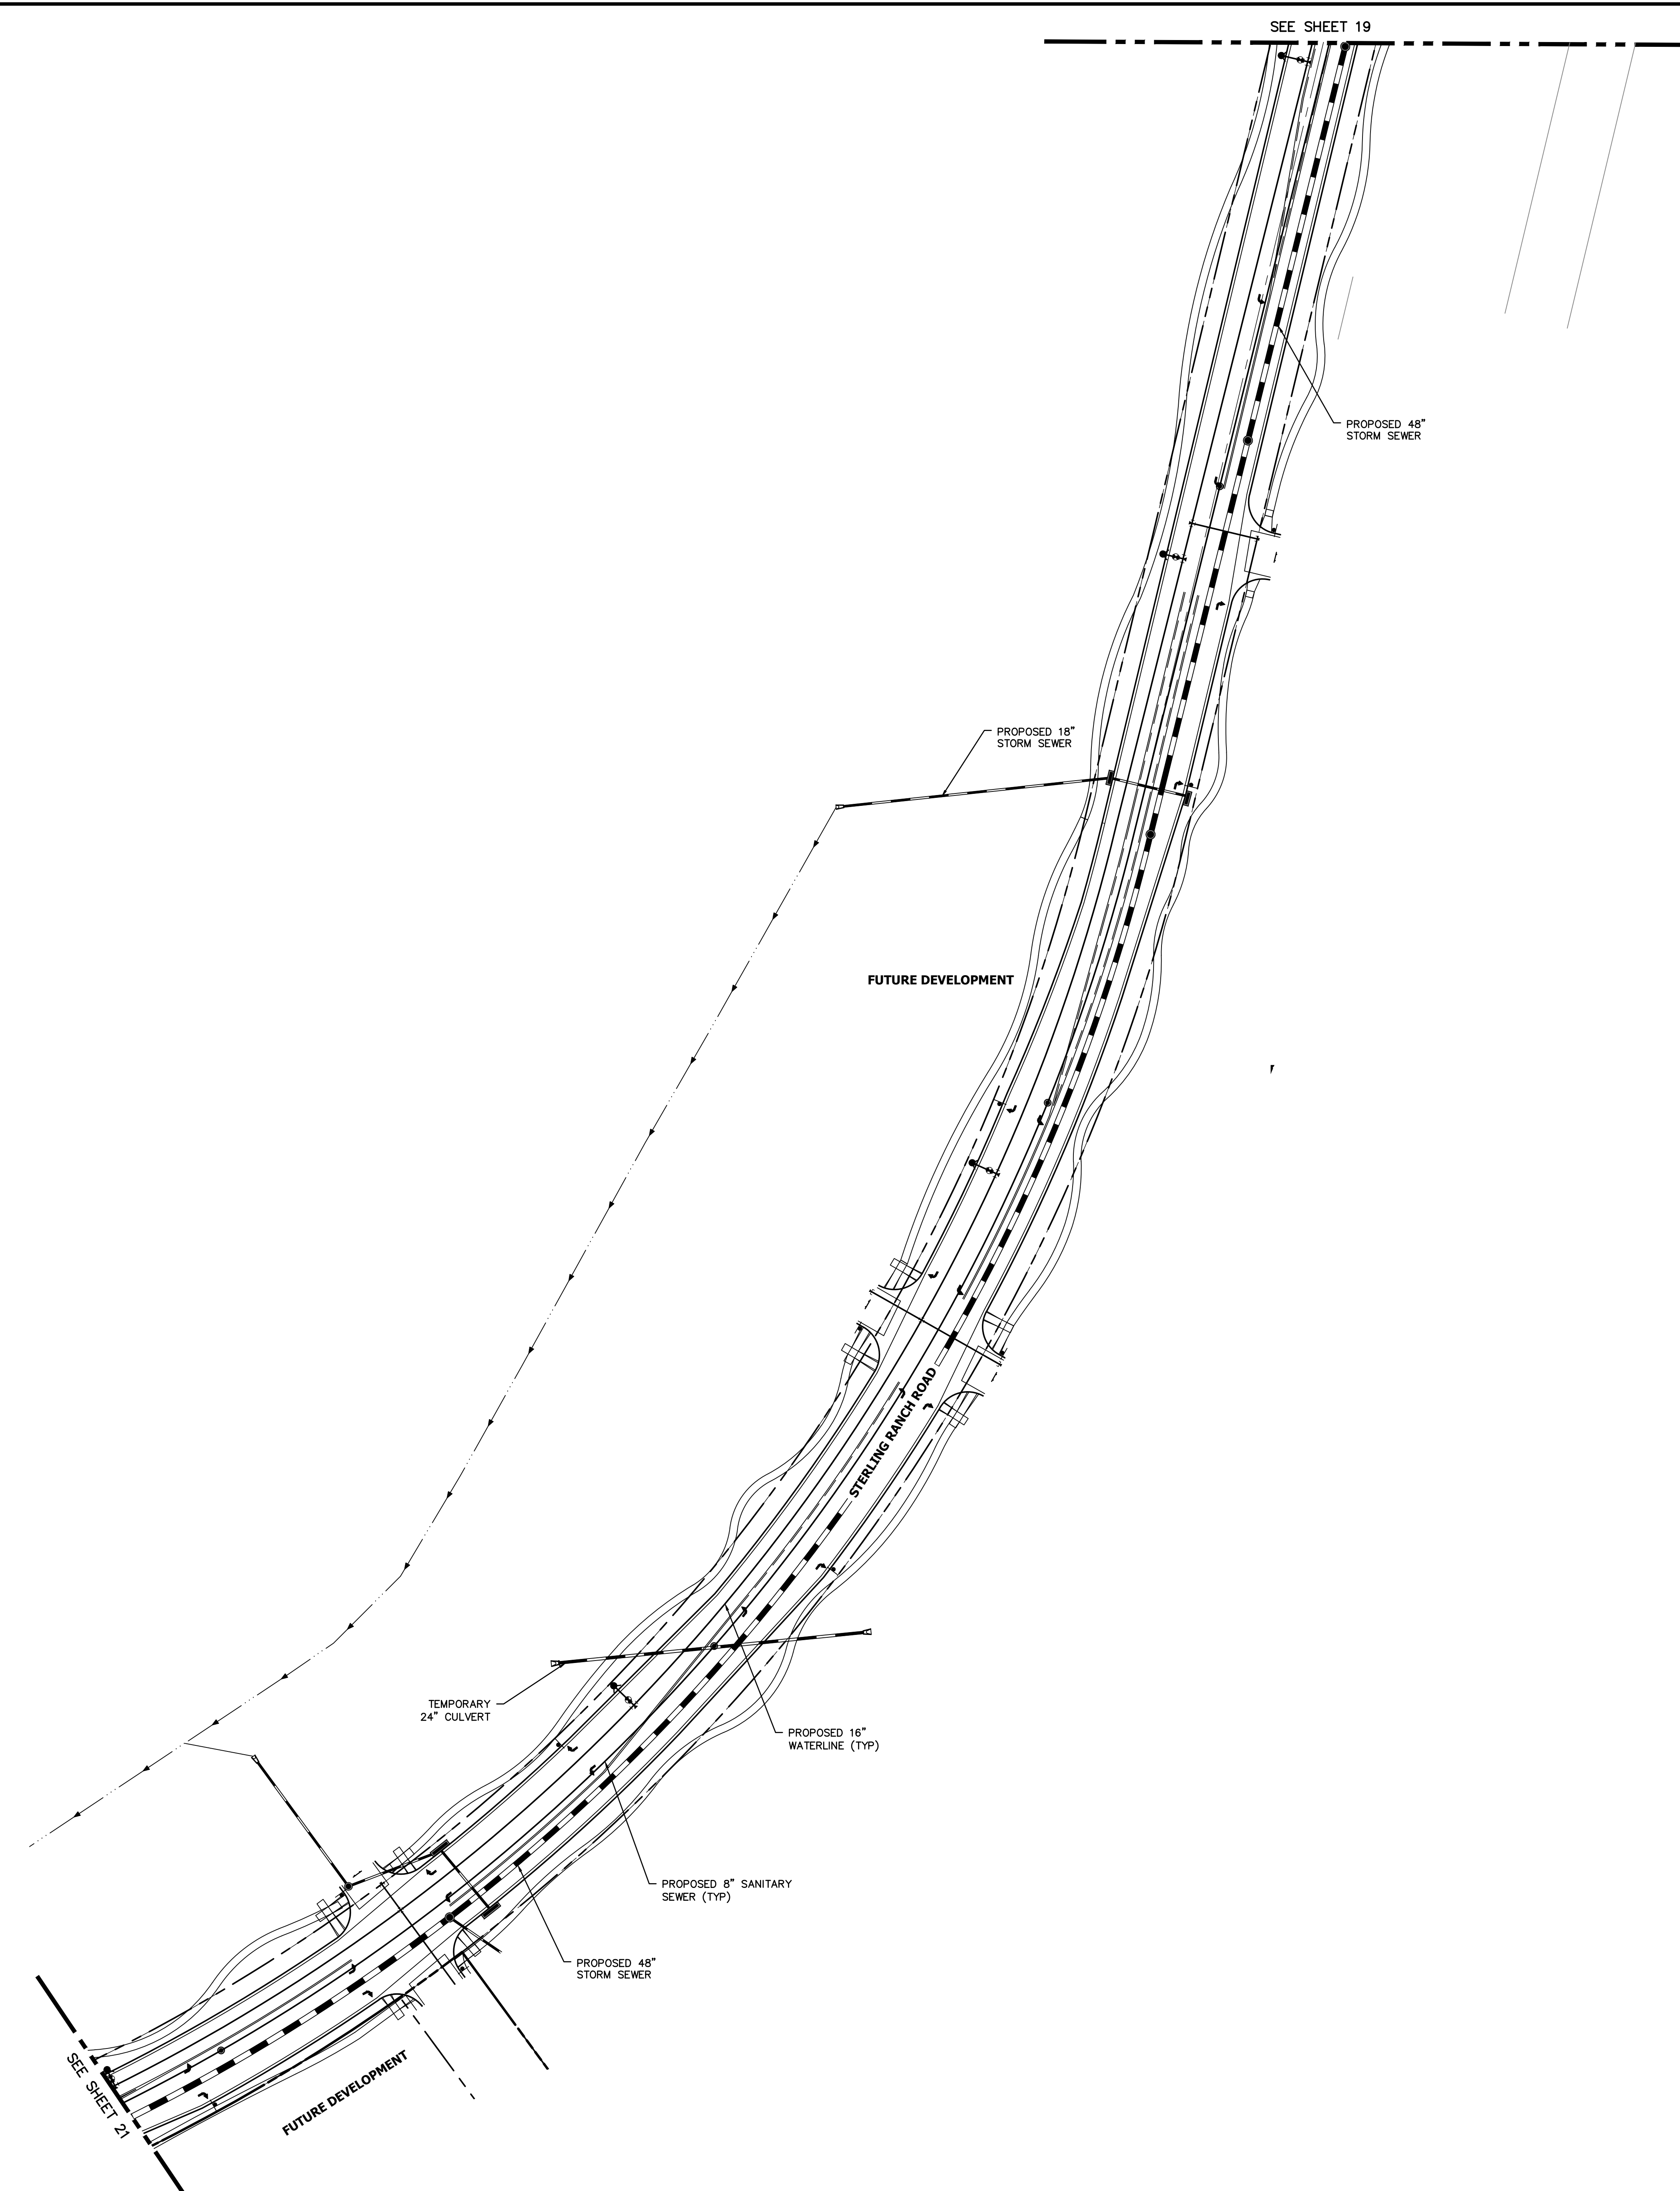 SEE SHEET 19
PROPOSED 48"
STORM SEWER
PROPOSED 18"
STORM SEWER
FUTURE DEVELOPMENT
STERLING RANCH ROAD
TEMPORARY
24" CULVERT
PROPOSED 16"
WATERLINE (TYP)
PROPOSED 8" SANITARY
SEWER (TYP)
PROPOSED 48"
STORM SEWER
SEE SHEET 21
FUTURE DEVELOPMENT